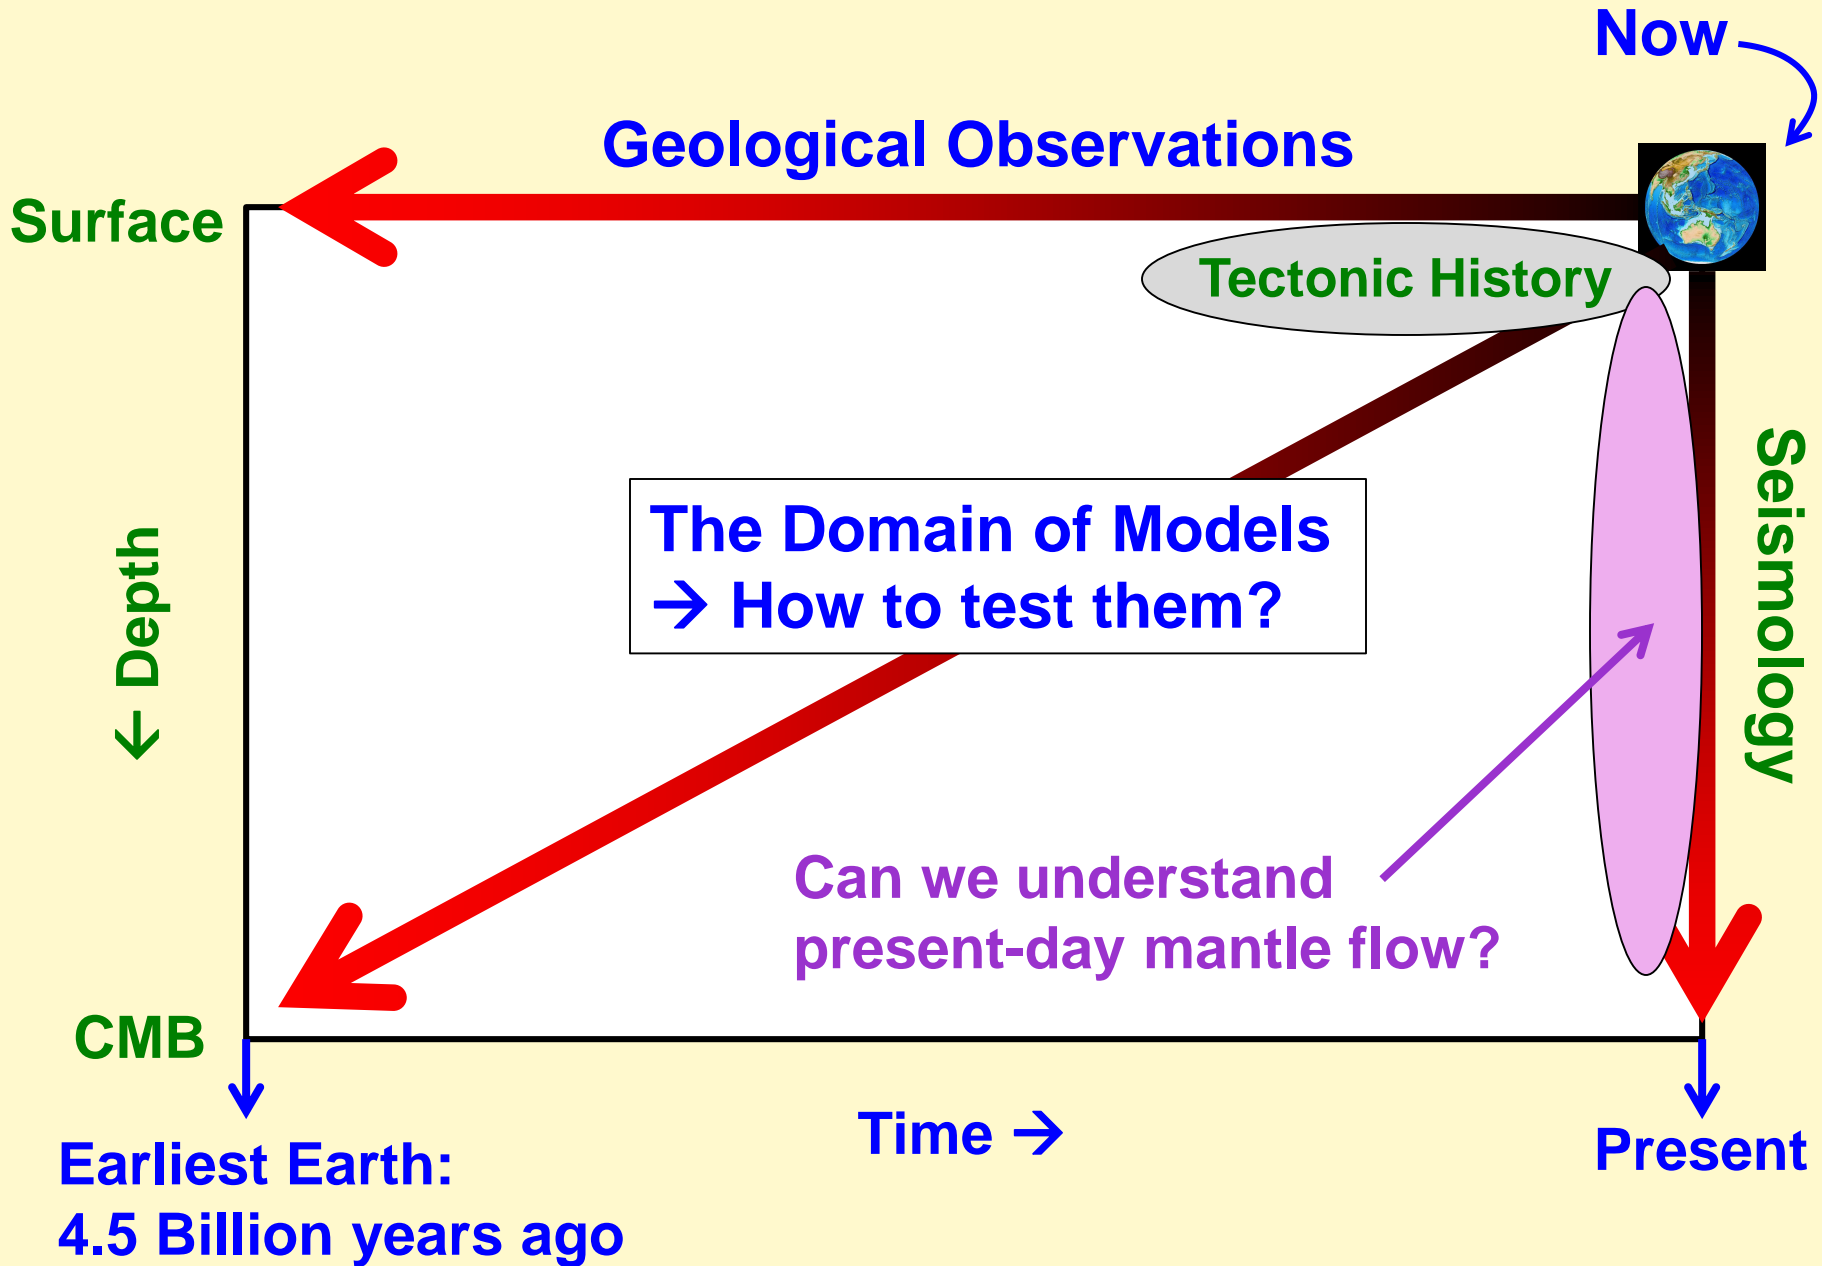 Now
Geological Observations
Surface
Tectonic History
Seismology
The Domain of Models
→ How to test them?
← Depth
Can we understand
present-day mantle flow?
CMB
Time →
Present
Earliest Earth:
4.5 Billion years ago